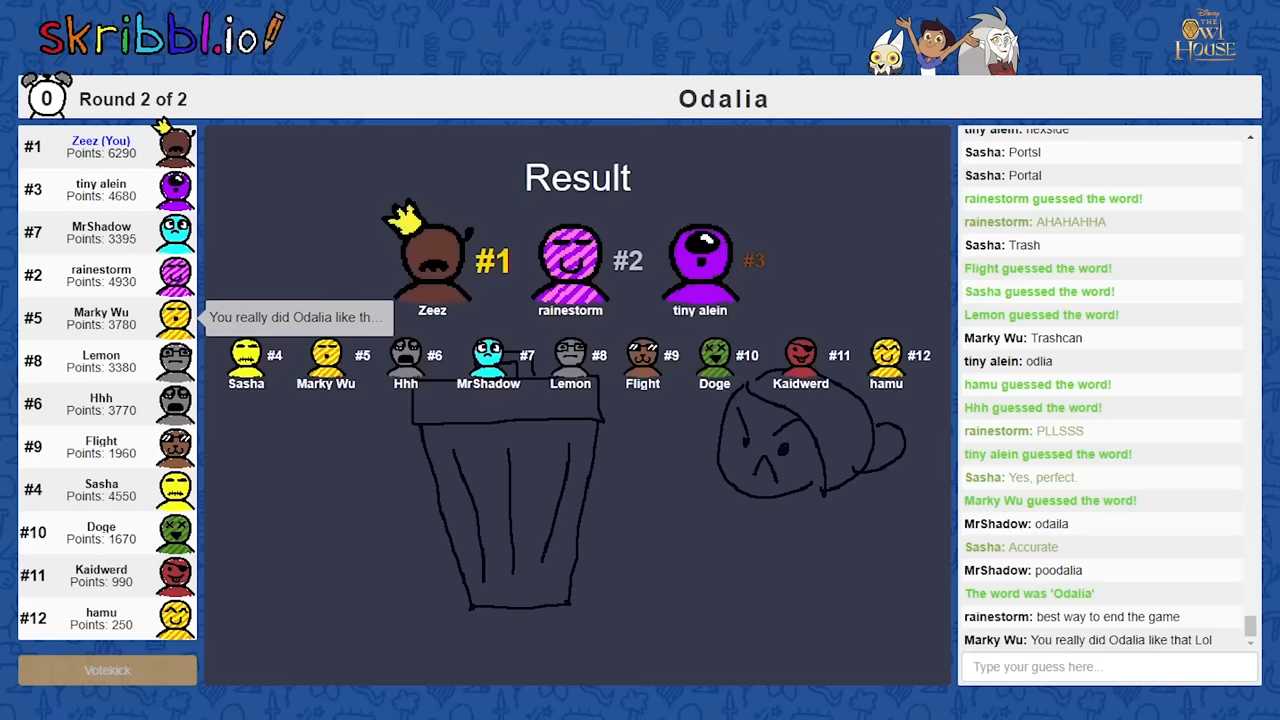 skribbl.io
Disney
THE
OWL
HOUSE
0
Round 2 of 2
Odalia
#1
Zeez (You)
Points: 6290
#3
tiny alein
Points: 4680
#7
MrShadow
Points: 3395
#2
rainestorm
Points: 4930
#5
Marky Wu
Points: 3780
#8
Lemon
Points: 3380
#6
Hhh
Points: 3770
#9
Flight
Points: 1960
#4
Sasha
Points: 4550
#10
Doge
Points: 1670
#11
Kaidwerd
Points: 990
#12
hamu
Points: 250
Votekick
You really did Odalia like th...
Result
#1 #2 #3
Zeez rainestorm tiny alein
#4 #5 #6 #7 #8 #9 #10 #11 #12
Sasha Marky Wu Hhh MrShadow Lemon Flight Doge Kaidwerd hamu
tiny alein: hexside
Sasha: Portsl
Sasha: Portal
rainestorm guessed the word!
rainestorm: AHAHAHHA
Sasha: Trash
Flight guessed the word!
Sasha guessed the word!
Lemon guessed the word!
Marky Wu: Trashcan
tiny alein: odlia
hamu guessed the word!
Hhh guessed the word!
rainestorm: PLLSSS
tiny alein guessed the word!
Sasha: Yes, perfect.
Marky Wu guessed the word!
MrShadow: odaila
Sasha: Accurate
MrShadow: poodalia
The word was 'Odalia'
rainestorm: best way to end the game
Marky Wu: You really did Odalia like that Lol
Type your guess here...